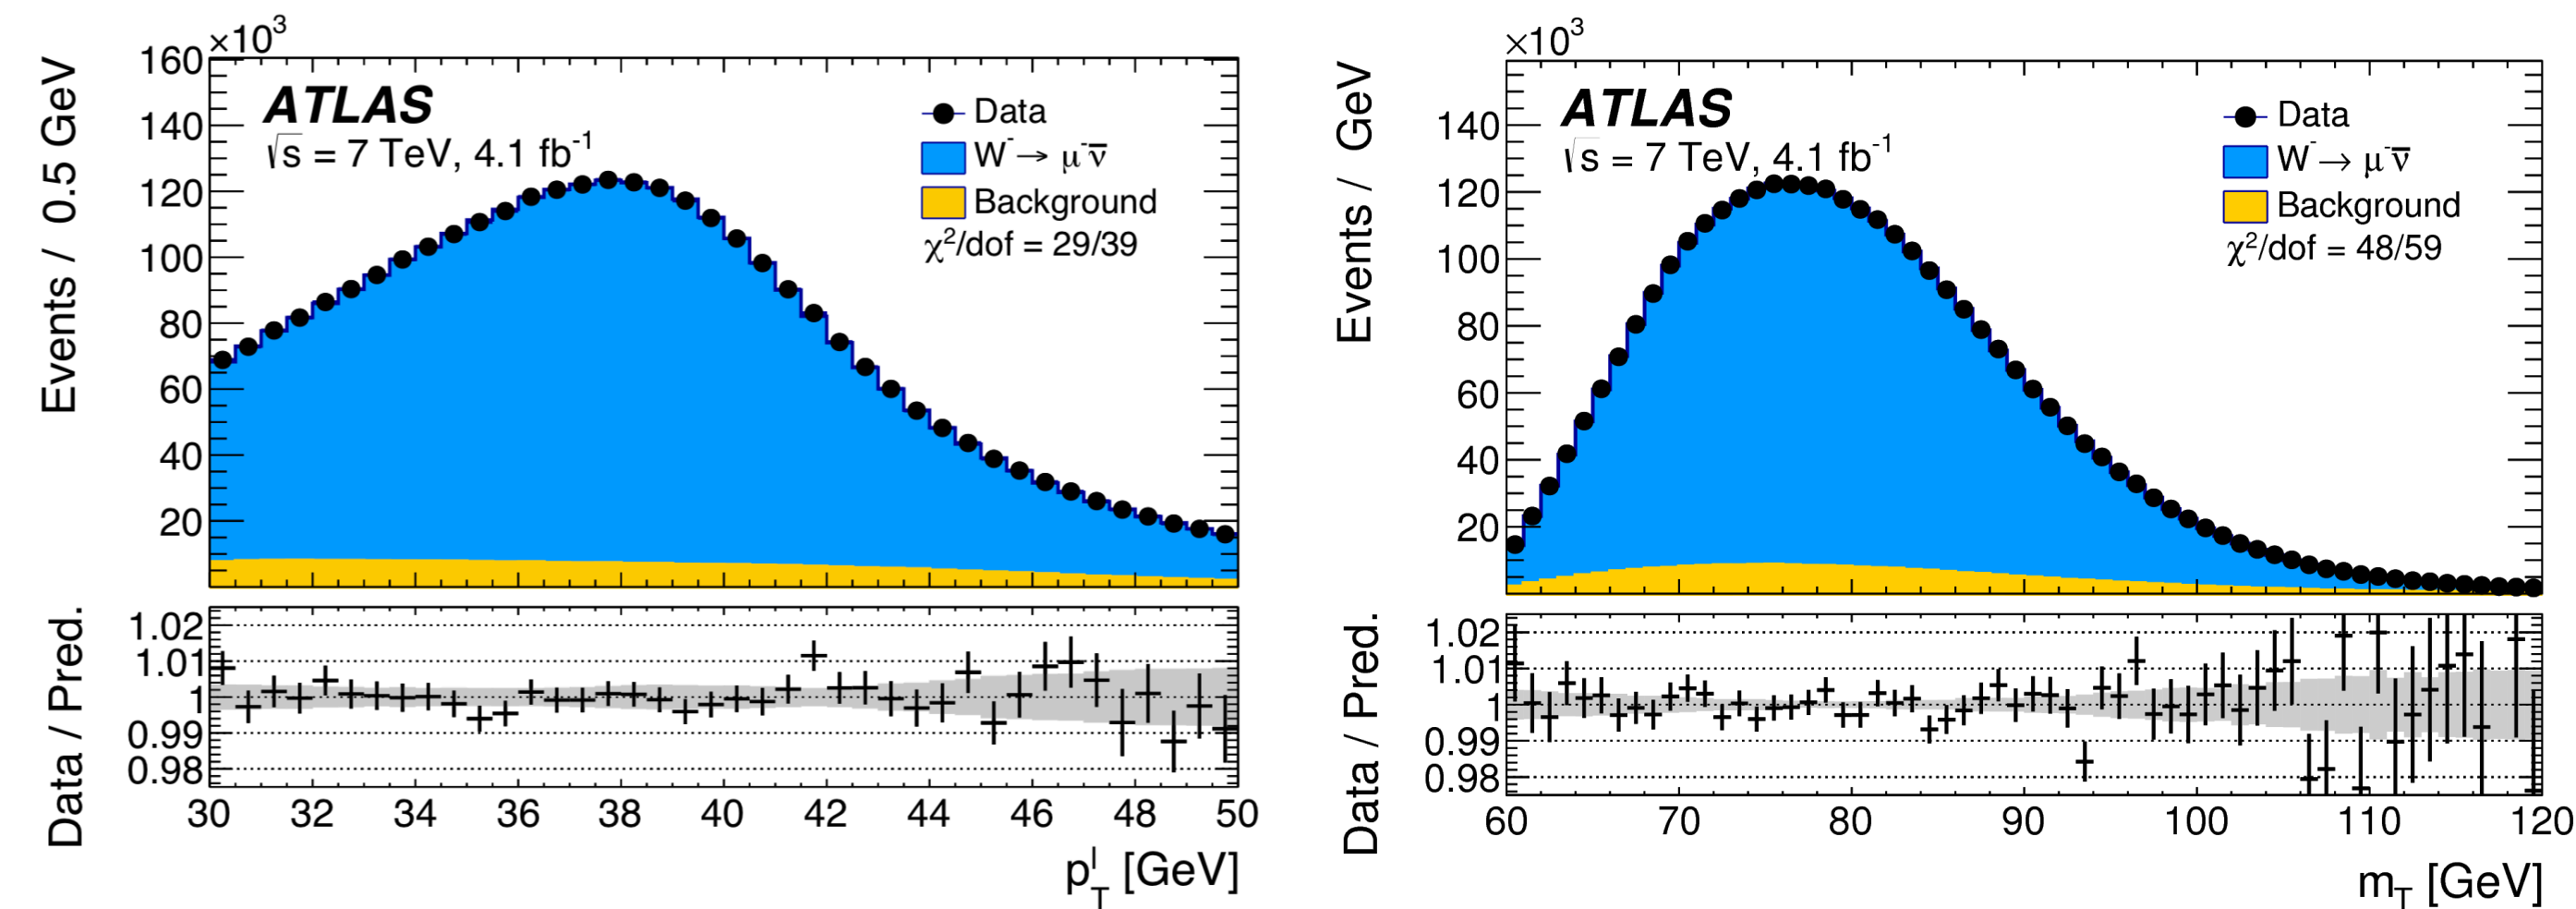 ×10³
Events / 0.5 GeV
160
140
120
100
80
60
40
20
ATLAS
√s = 7 TeV, 4.1 fb⁻¹
Data
W⁻→ μ⁻ν̅
Background
χ²/dof = 29/39
Data / Pred.
1.02
1.01
1
0.99
0.98
30 32 34 36 38 40 42 44 46 48 50
p_T^l [GeV]
×10³
Events / GeV
140
120
100
80
60
40
20
ATLAS
√s = 7 TeV, 4.1 fb⁻¹
Data
W⁻→ μ⁻ν̅
Background
χ²/dof = 48/59
Data / Pred.
1.02
1.01
1
0.99
0.98
60 70 80 90 100 110 120
m_T [GeV]